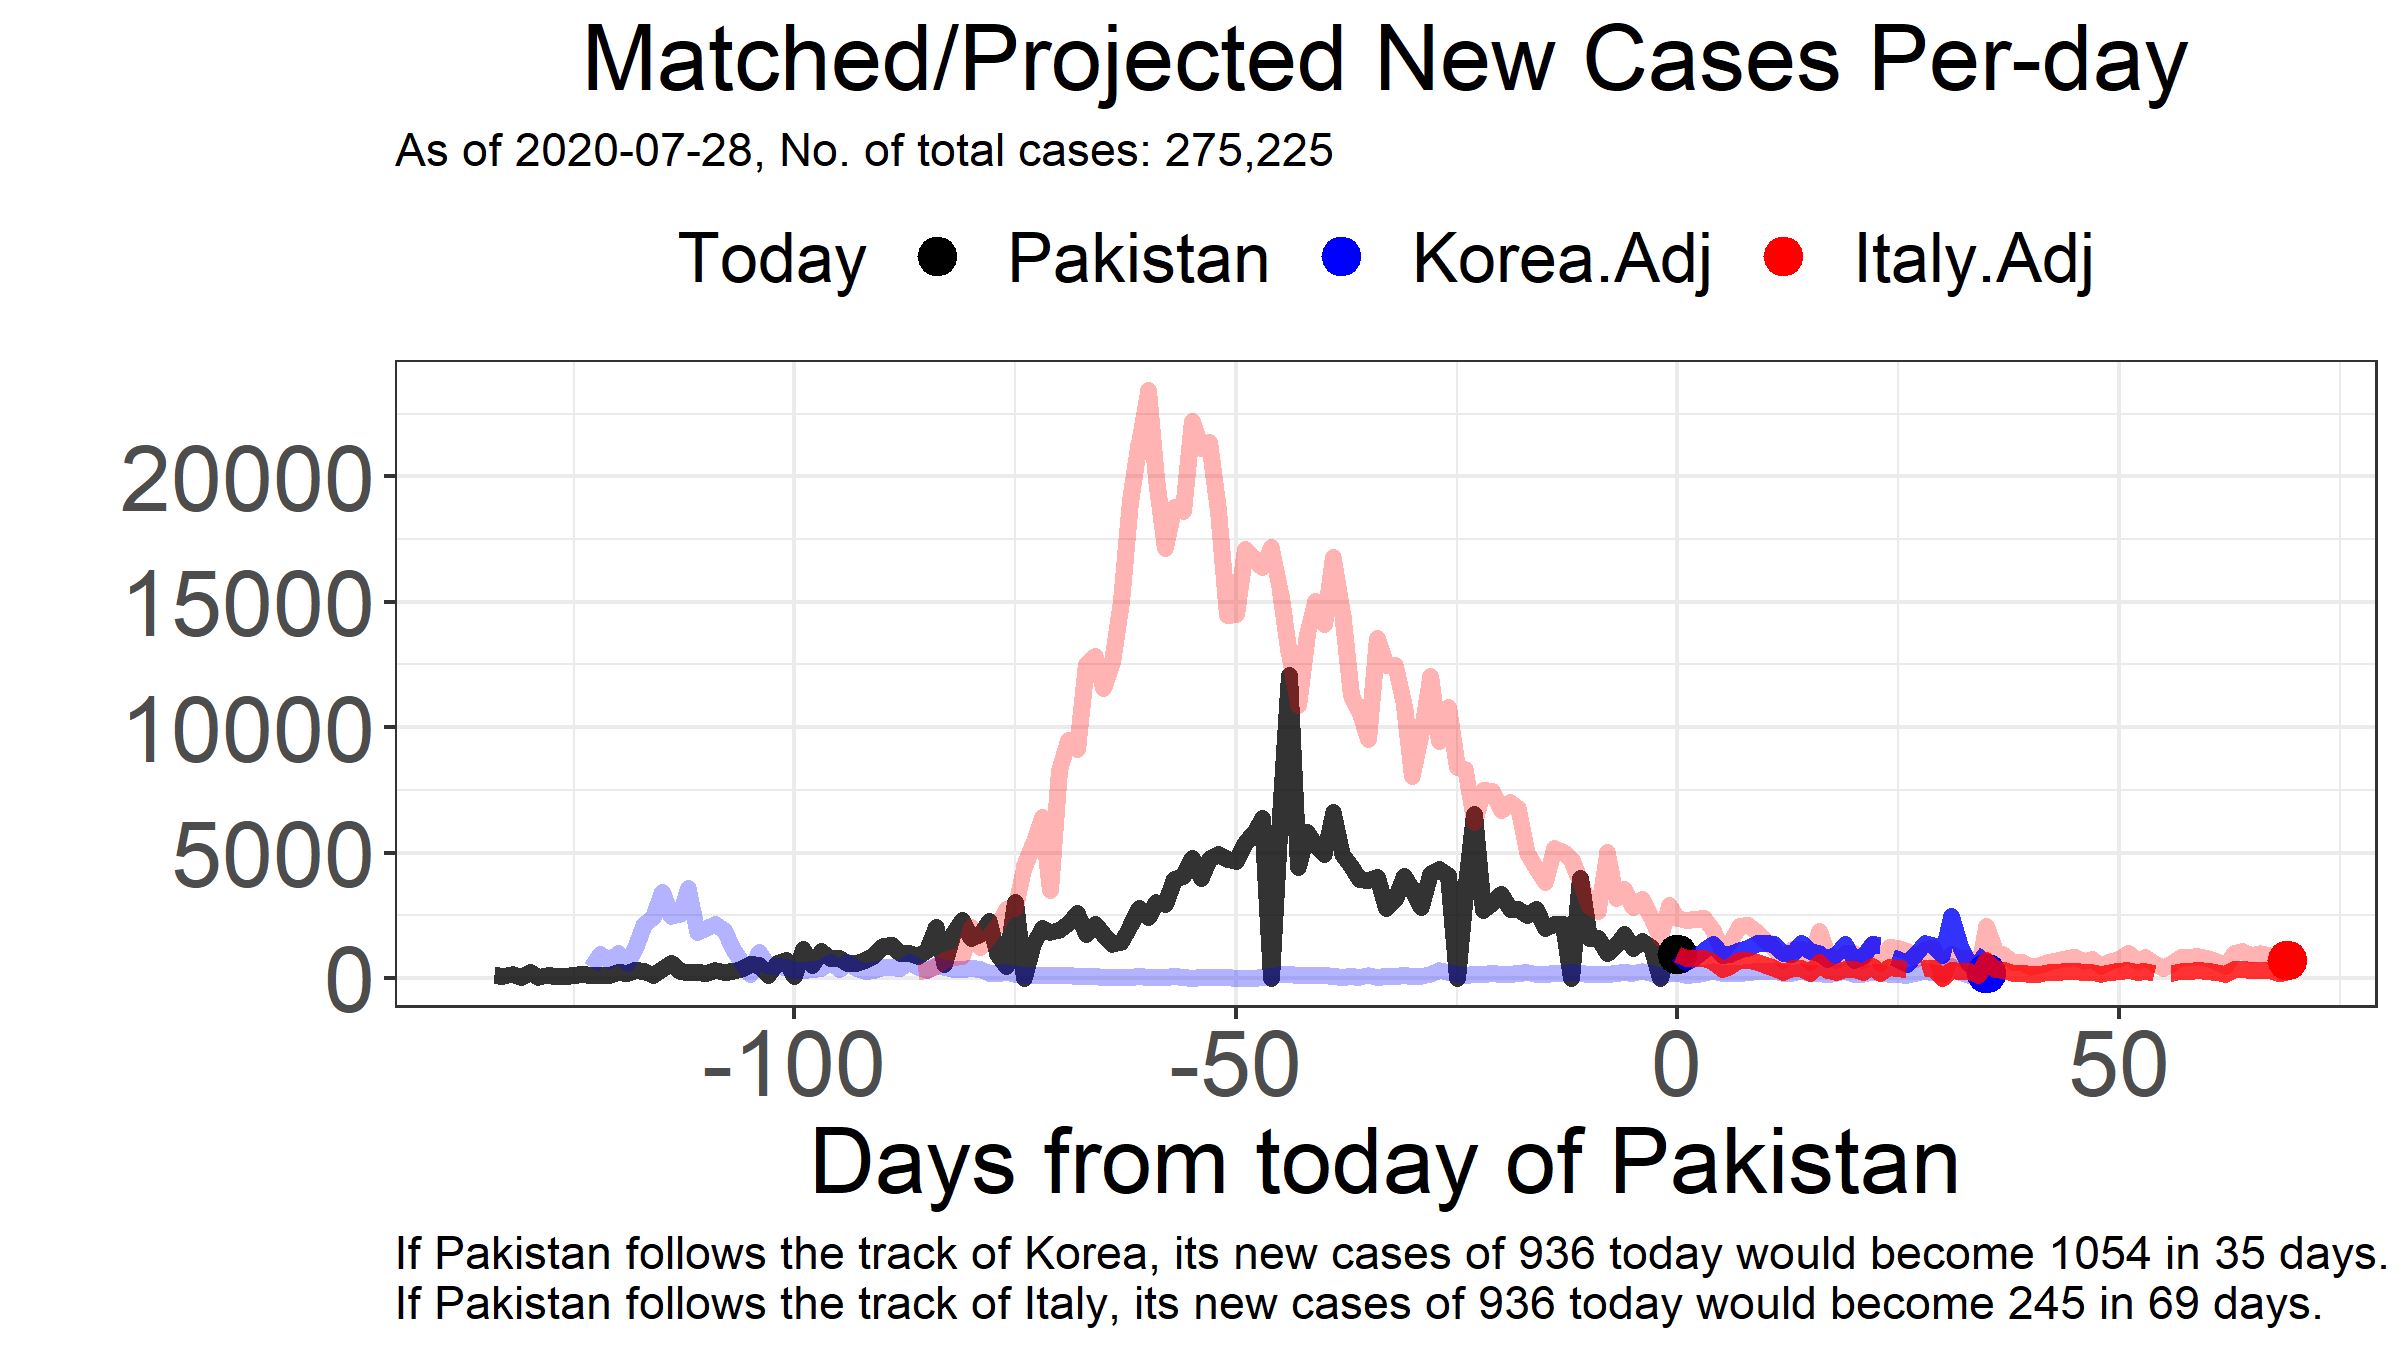 Matched/Projected New Cases Per-day
As of 2020-07-28, No. of total cases: 275,225
Today Pakistan Korea.Adj Italy.Adj
20000
15000
10000
5000
0
-100 -50 0 50
Days from today of Pakistan
If Pakistan follows the track of Korea, its new cases of 936 today would become 1054 in 35 days.
If Pakistan follows the track of Italy, its new cases of 936 today would become 245 in 69 days.